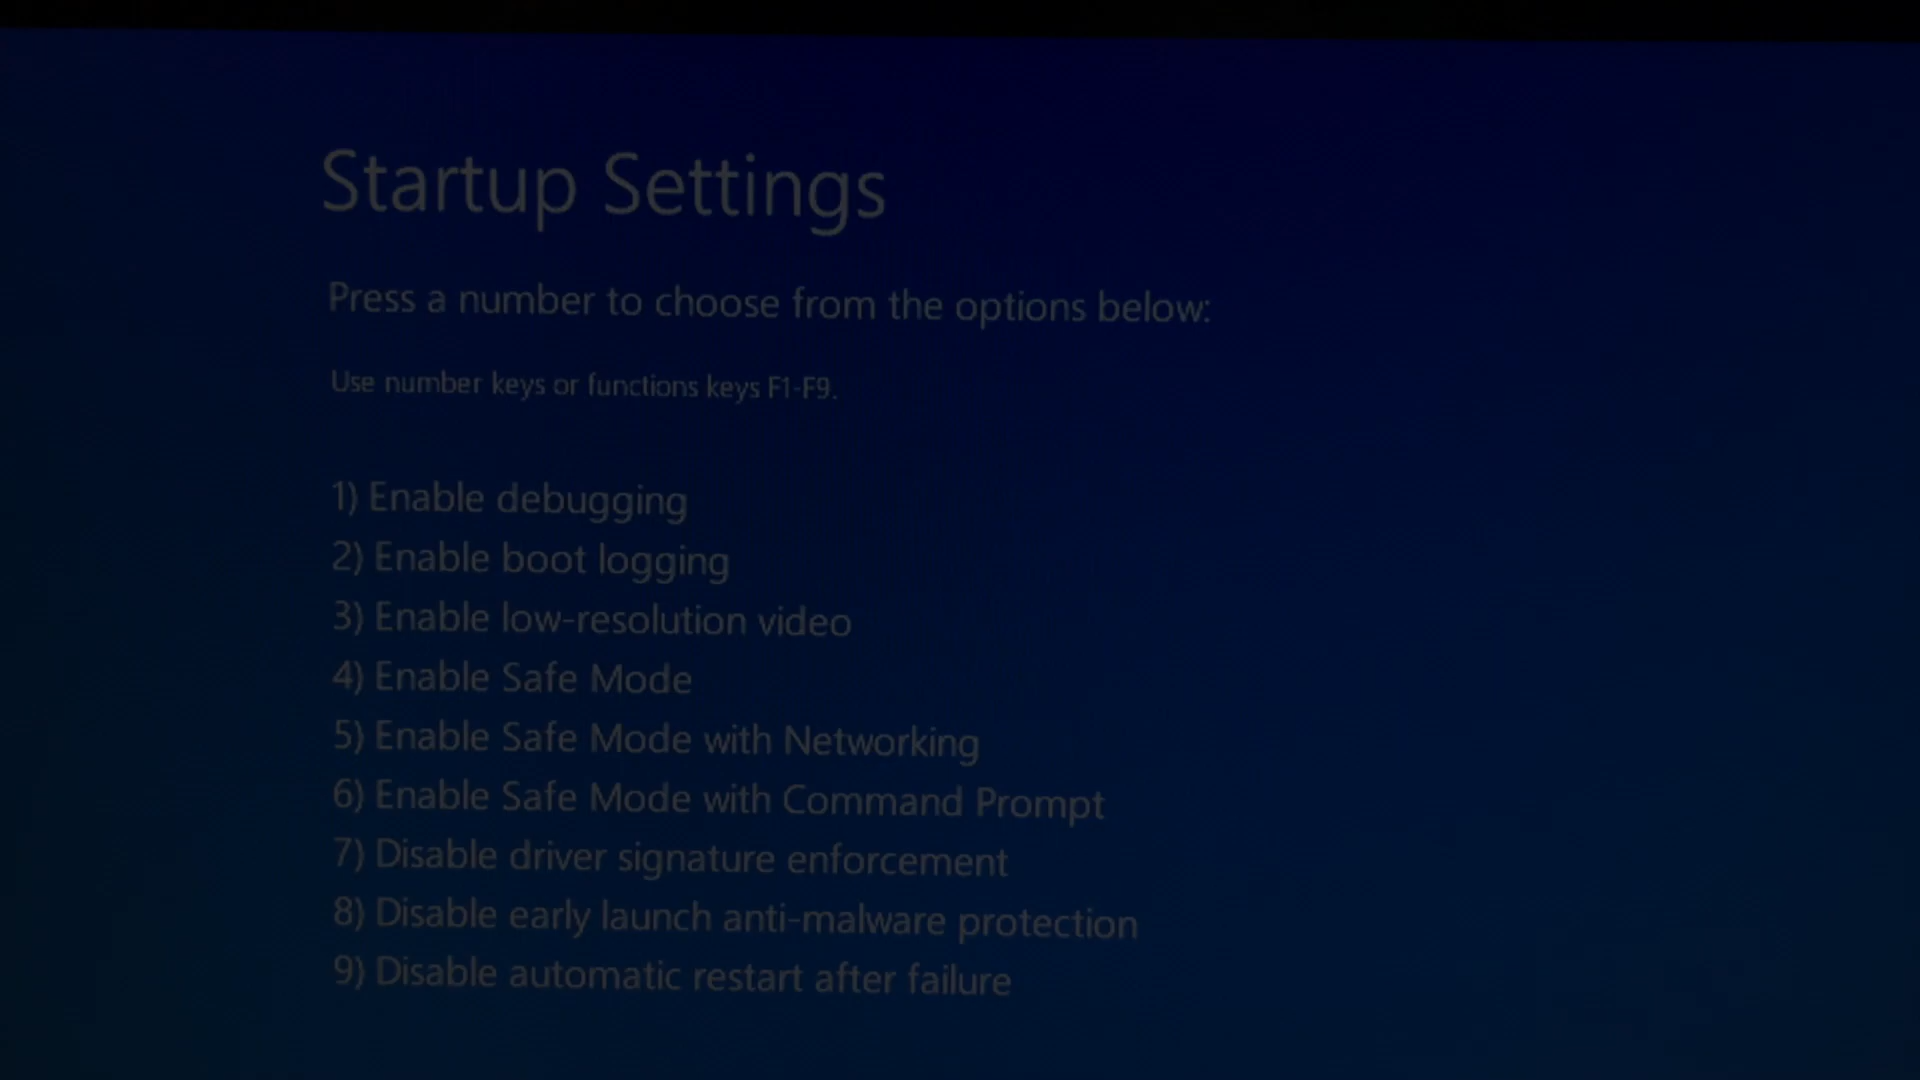 Startup Settings
Press a number to choose from the options below:
Use number keys or functions keys F1-F9.
1) Enable debugging
2) Enable boot logging
3) Enable low-resolution video
4) Enable Safe Mode
5) Enable Safe Mode with Networking
6) Enable Safe Mode with Command Prompt
7) Disable driver signature enforcement
8) Disable early launch anti-malware protection
9) Disable automatic restart after failure